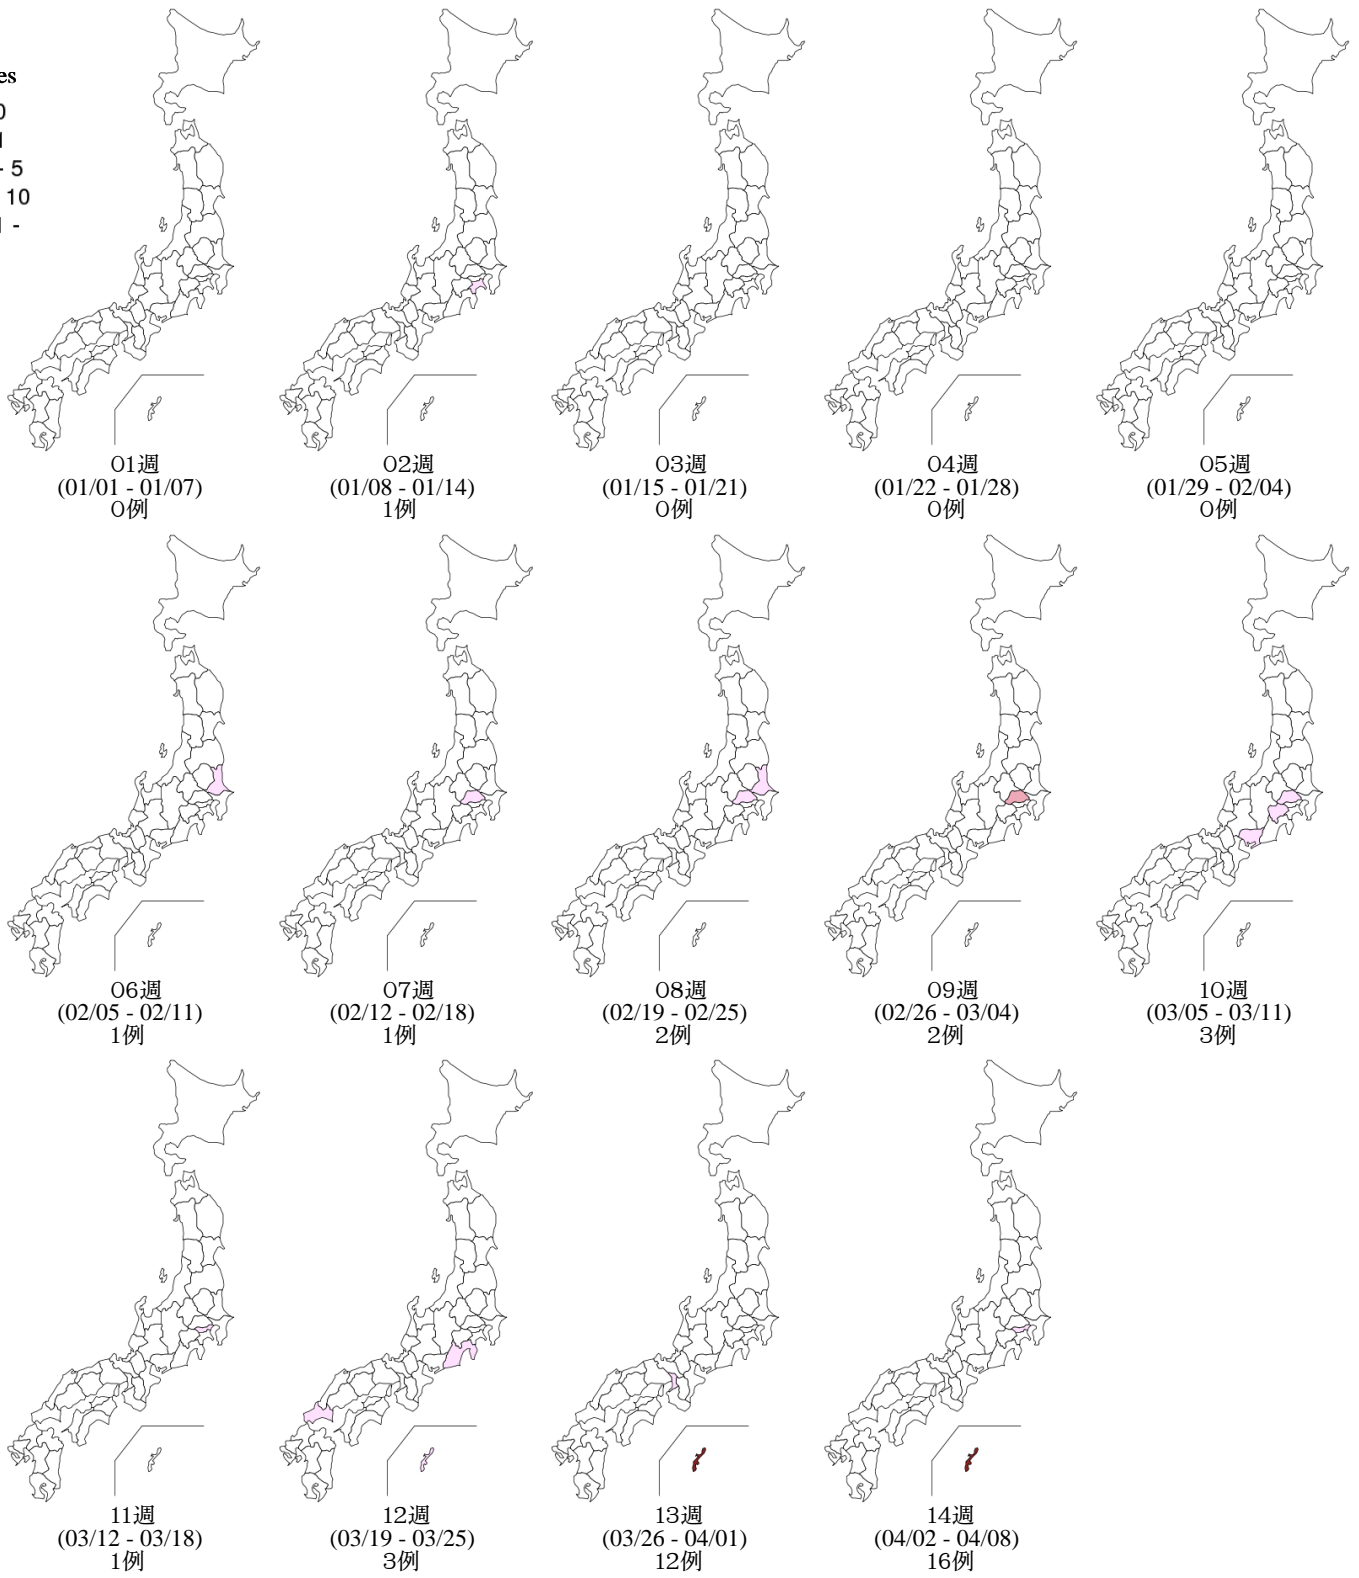 - 5
10
01週
(01/01 - 01/07)
0例
02週
(01/08 - 01/14)
1例
03週
(01/15 - 01/21)
0例
04週
(01/22 - 01/28)
0例
05週
(01/29 - 02/04)
0例
06週
(02/05 - 02/11)
1例
07週
(02/12 - 02/18)
1例
08週
(02/19 - 02/25)
2例
09週
(02/26 - 03/04)
2例
10週
(03/05 - 03/11)
3例
11週
(03/12 - 03/18)
1例
12週
(03/19 - 03/25)
3例
13週
(03/26 - 04/01)
12例
14週
(04/02 - 04/08)
16例